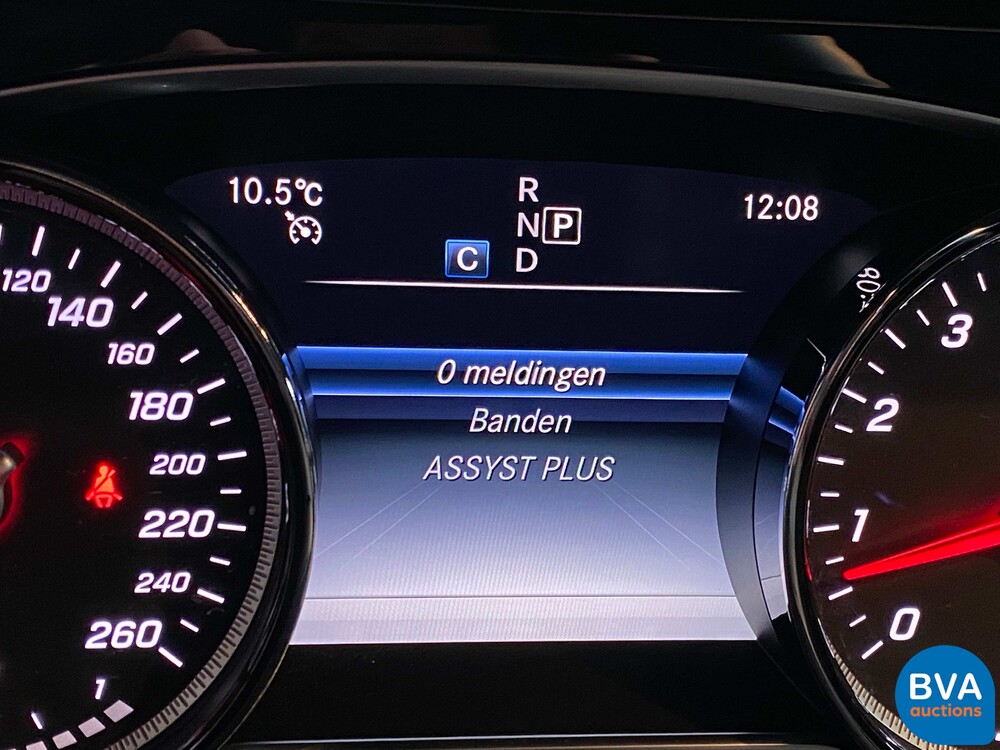 10.5°C
R
N P
C D
12:08
0 meldingen
Banden
ASSYST PLUS
120
140
160
180
200
220
240
260
1
3
2
1
0
BVA
auctions